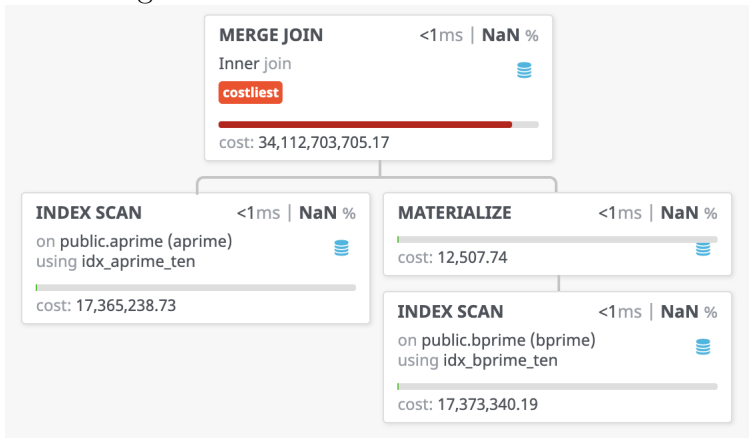 MERGE JOIN <1ms | NaN %
Inner join
costliest
cost: 34,112,703,705.17
INDEX SCAN <1ms | NaN %
on public.aprime (aprime)
using idx_aprime_ten
cost: 17,365,238.73
MATERIALIZE <1ms | NaN %
cost: 12,507.74
INDEX SCAN <1ms | NaN %
on public.bprime (bprime)
using idx_bprime_ten
cost: 17,373,340.19